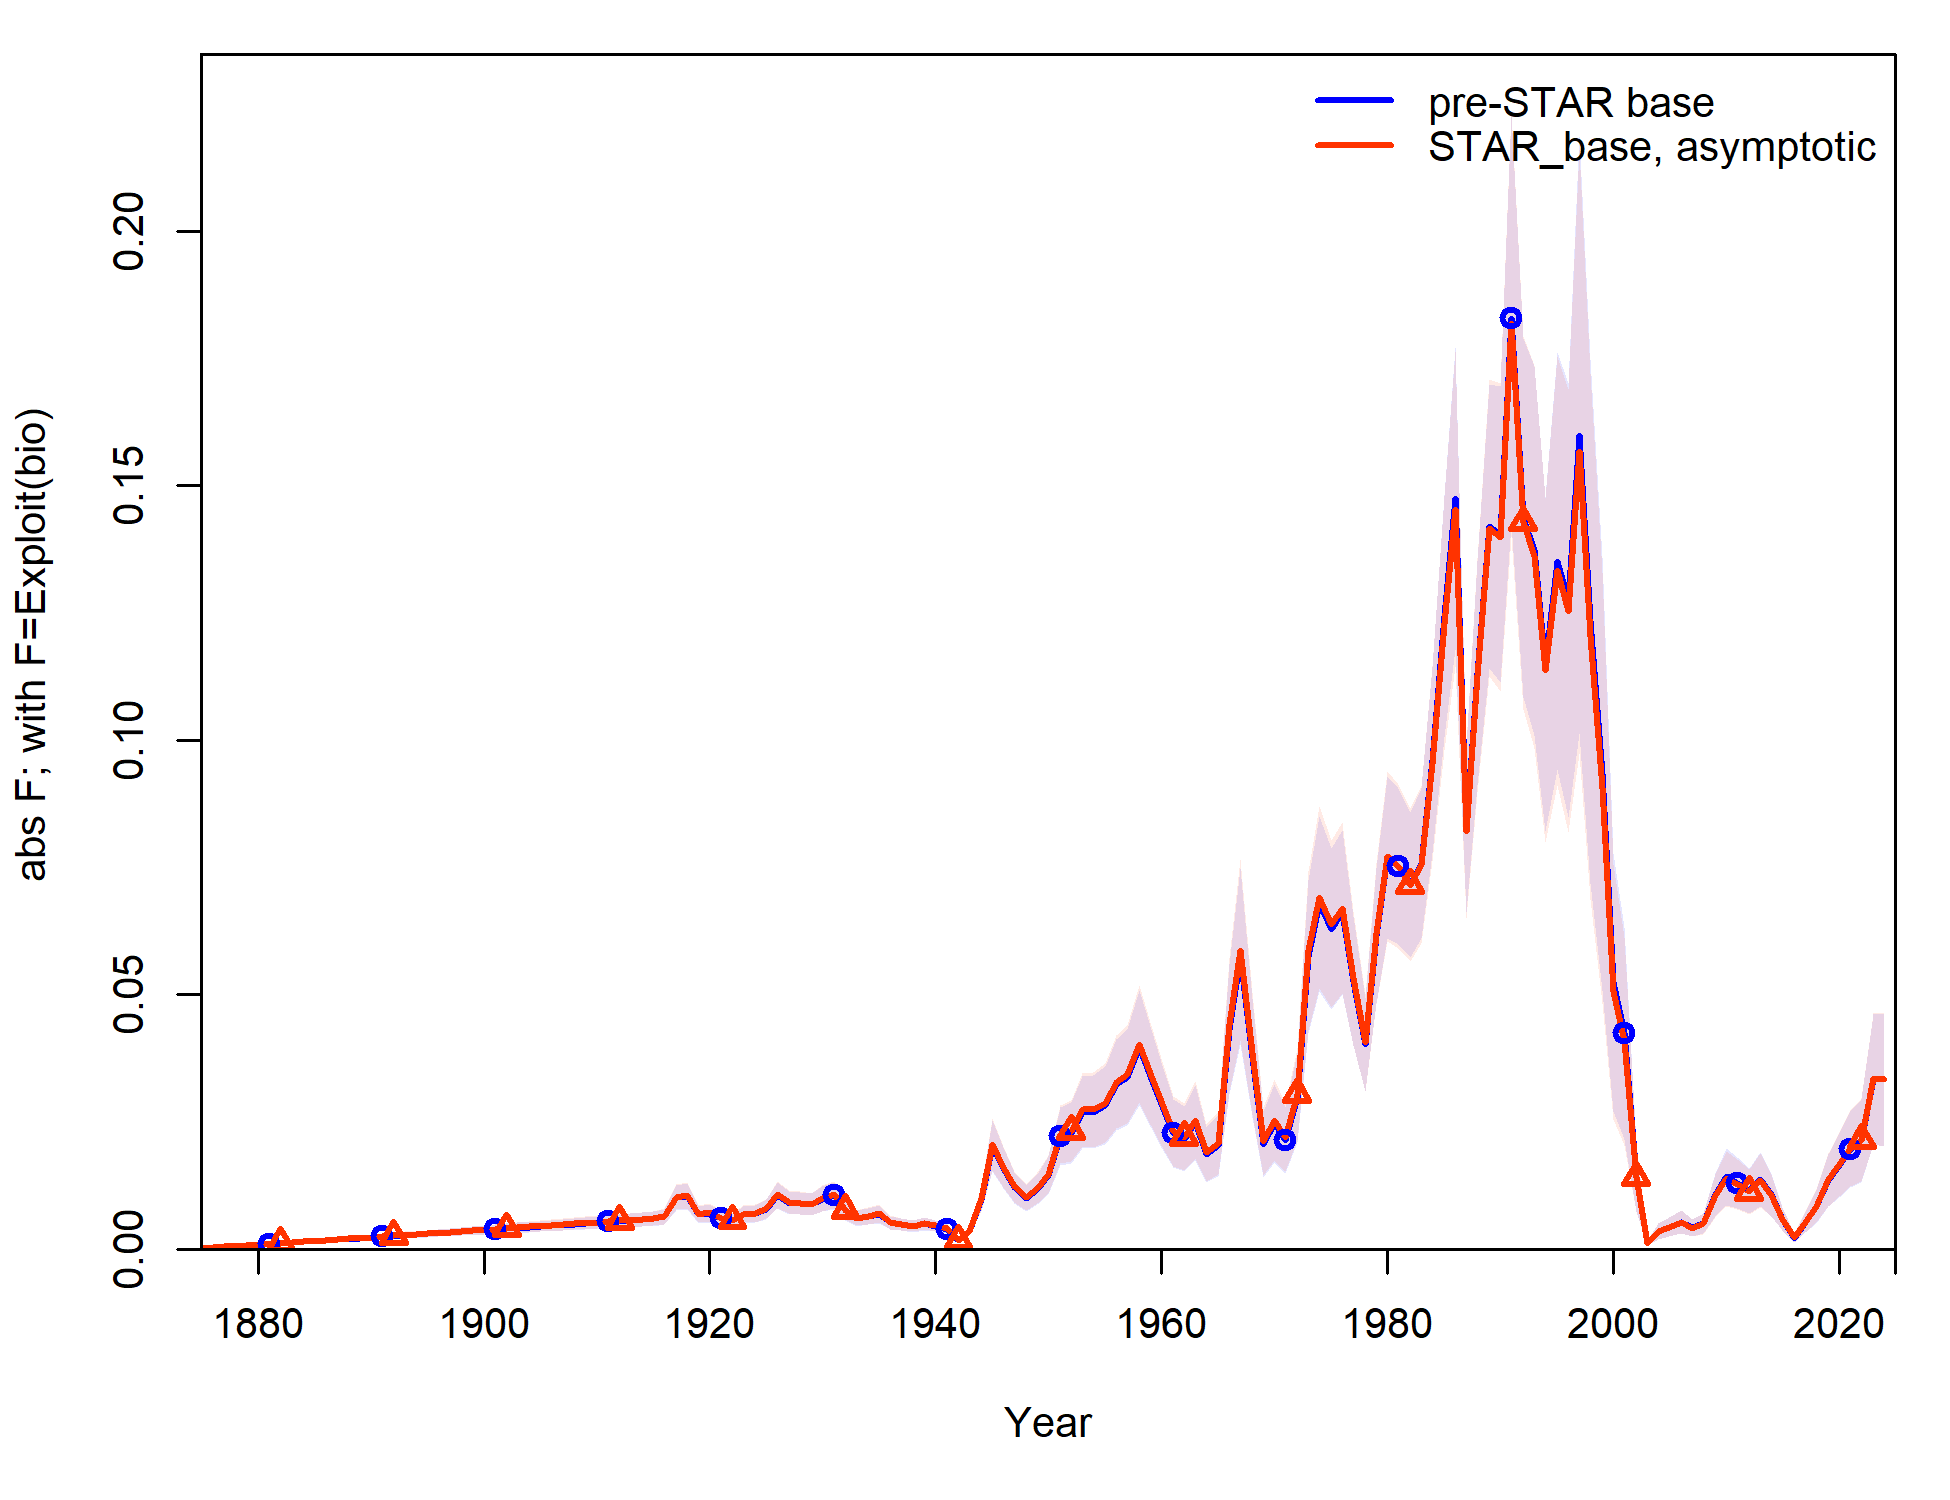 pre-STAR base
STAR_base, asymptotic
abs F; with F=Exploit(bio)
0.20
0.15
0.10
0.05
0.00
1880 1900 1920 1940 1960 1980 2000 2020
Year